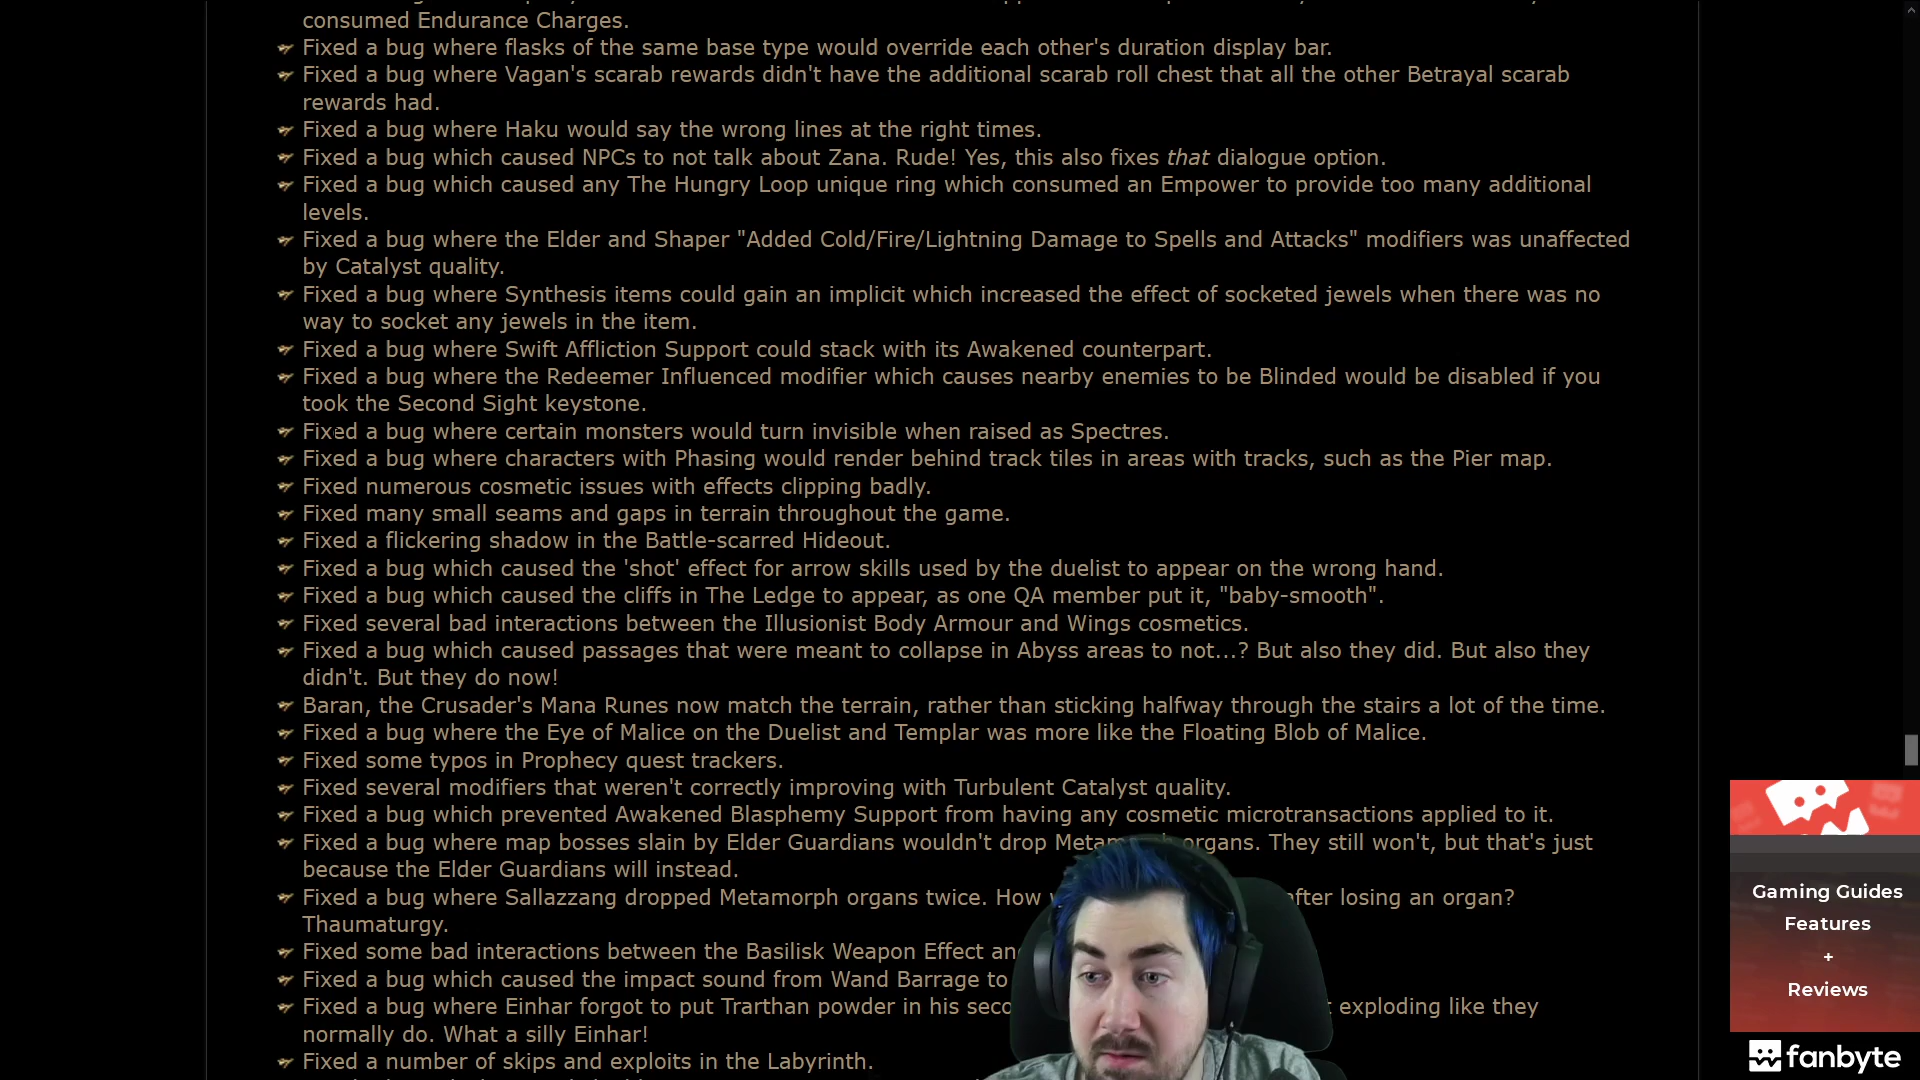 consumed Endurance Charges.
Fixed a bug where flasks of the same base type would override each other's duration display bar.
Fixed a bug where Vagan's scarab rewards didn't have the additional scarab roll chest that all the other Betrayal scarab
rewards had.
Fixed a bug where Haku would say the wrong lines at the right times.
Fixed a bug which caused NPCs to not talk about Zana. Rude! Yes, this also fixes that dialogue option.
Fixed a bug which caused any The Hungry Loop unique ring which consumed an Empower to provide too many additional
levels.
Fixed a bug where the Elder and Shaper "Added Cold/Fire/Lightning Damage to Spells and Attacks" modifiers was unaffected
by Catalyst quality.
Fixed a bug where Synthesis items could gain an implicit which increased the effect of socketed jewels when there was no
way to socket any jewels in the item.
Fixed a bug where Swift Affliction Support could stack with its Awakened counterpart.
Fixed a bug where the Redeemer Influenced modifier which causes nearby enemies to be Blinded would be disabled if you
took the Second Sight keystone.
Fixed a bug where certain monsters would turn invisible when raised as Spectres.
Fixed a bug where characters with Phasing would render behind track tiles in areas with tracks, such as the Pier map.
Fixed numerous cosmetic issues with effects clipping badly.
Fixed many small seams and gaps in terrain throughout the game.
Fixed a flickering shadow in the Battle-scarred Hideout.
Fixed a bug which caused the 'shot' effect for arrow skills used by the duelist to appear on the wrong hand.
Fixed a bug which caused the cliffs in The Ledge to appear, as one QA member put it, "baby-smooth".
Fixed several bad interactions between the Illusionist Body Armour and Wings cosmetics.
Fixed a bug which caused passages that were meant to collapse in Abyss areas to not...? But also they did. But also they
didn't. But they do now!
Baran, the Crusader's Mana Runes now match the terrain, rather than sticking halfway through the stairs a lot of the time.
Fixed a bug where the Eye of Malice on the Duelist and Templar was more like the Floating Blob of Malice.
Fixed some typos in Prophecy quest trackers.
Fixed several modifiers that weren't correctly improving with Turbulent Catalyst quality.
Fixed a bug which prevented Awakened Blasphemy Support from having any cosmetic microtransactions applied to it.
Fixed a bug where map bosses slain by Elder Guardians wouldn't drop organs. They still won't, but that's just
because the Elder Guardians will instead.
Fixed a bug where Sallazzang dropped Metamorph organs twice. How after losing an organ?
Thaumaturgy.
Fixed some bad interactions between the Basilisk Weapon Effect
Fixed a bug which caused the impact sound from Wand Barrage to
Fixed a bug where Einhar forgot to put Trarthan powder in his exploding like they
normally do. What a silly Einhar!
Fixed a number of skips and exploits in the Labyrinth.
Gaming Guides
Features
+
Reviews
fanbyte